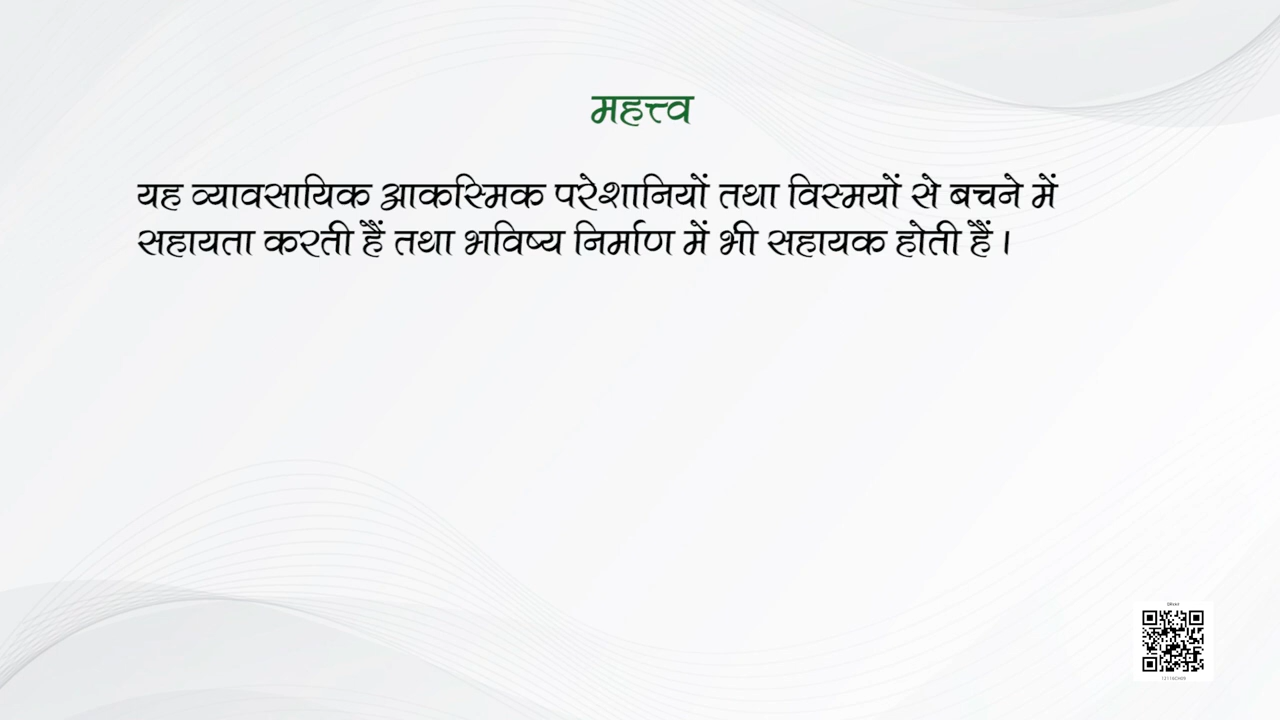 महत्त्व
यह व्यावसायिक आकस्मिक परेशानियों तथा विस्मयों से बचने में
सहायता करती हैं तथा भविष्य निर्माण में भी सहायक होती हैं ।